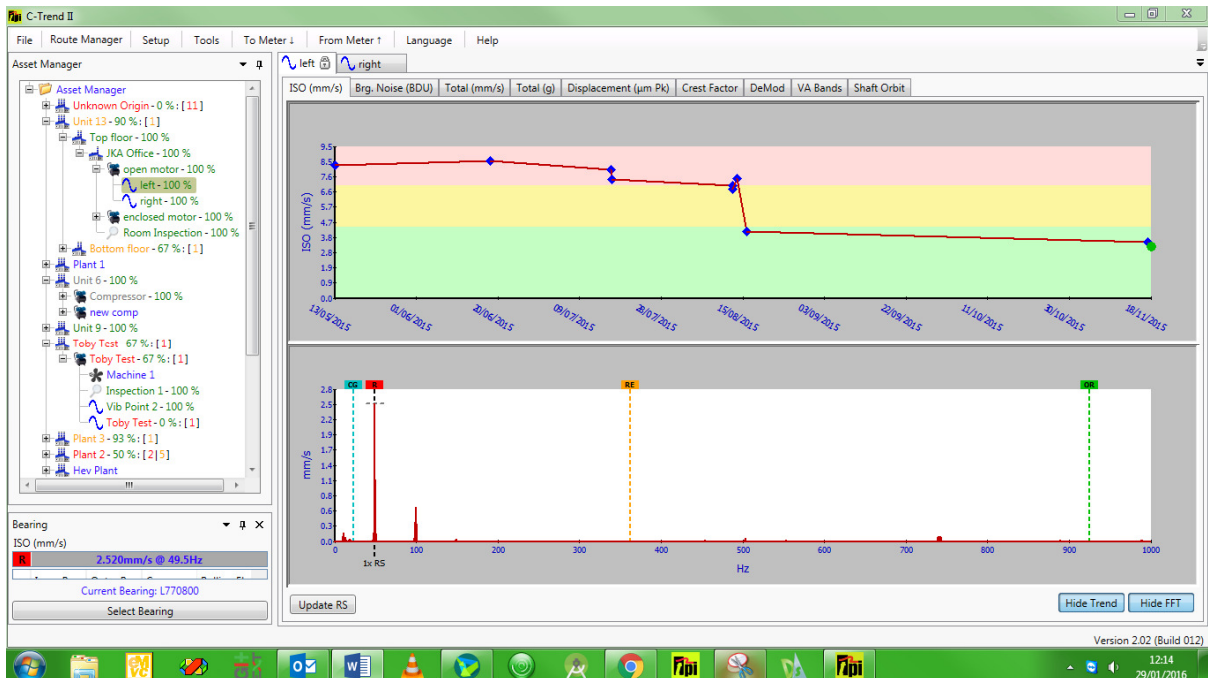 C-Trend II
File Route Manager Setup Tools To Meter ↓ From Meter ↑ Language Help
Asset Manager
Asset Manager
Unknown Origin - 0 % : [11]
Unit 13 - 90 % : [1]
Top floor - 100 %
JKA Office - 100 %
open motor - 100 %
left - 100 %
right - 100 %
enclosed motor - 100 %
Room Inspection - 100 %
Bottom floor - 67 % : [1]
Plant 1
Unit 6 - 100 %
Compressor - 100 %
new comp
Unit 9 - 100 %
Toby Test 67 % : [1]
Toby Test - 67 % : [1]
Machine 1
Inspection 1 - 100 %
Vib Point 2 - 100 %
Toby Test - 0 % : [1]
Plant 3 - 93 % : [1]
Plant 2 - 50 % : [2|5]
Hev Plant
Bearing
ISO (mm/s)
R 2.520mm/s @ 49.5Hz
Current Bearing: L770800
Select Bearing
left right
ISO (mm/s) Brg. Noise (BDU) Total (mm/s) Total (g) Displacement (µm Pk) Crest Factor DeMod VA Bands Shaft Orbit
ISO (mm/s)
9.5
8.5
7.6
6.6
5.7
4.7
3.8
2.8
1.9
0.9
0.0
13/05/2015 01/06/2015 20/06/2015 09/07/2015 28/07/2015 15/08/2015 03/09/2015 22/09/2015 11/10/2015 30/10/2015 18/11/2015
CG R RE OR
mm/s
2.8
2.5
2.2
1.9
1.7
1.4
1.1
0.8
0.6
0.3
0.0
0 100 200 300 400 500 600 700 800 900 1000
1x RS
Hz
Update RS
Hide Trend Hide FFT
Version 2.02 (Build 012)
12:14
29/01/2016